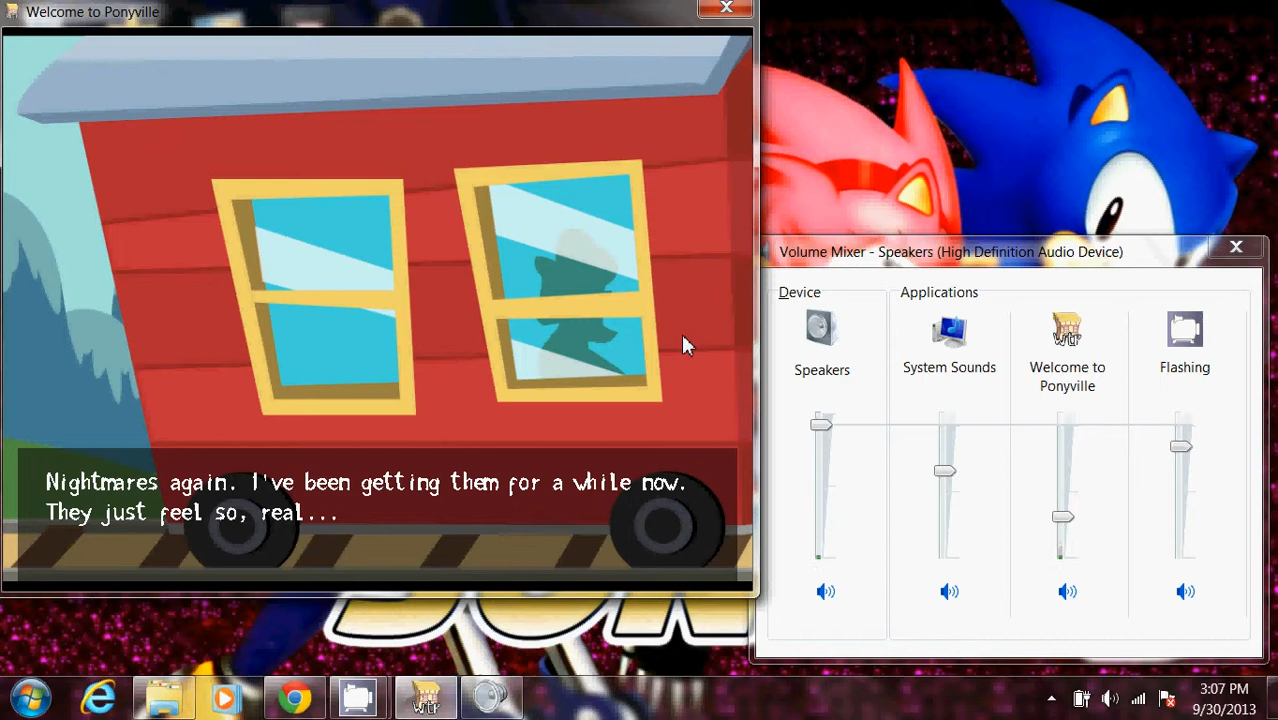 Welcome to Ponyville
Nightmares again. I've been getting them for a while now.
They just feel so, real...
Volume Mixer - Speakers (High Definition Audio Device)
Device
Applications
Speakers
System Sounds
Welcome to
Ponyville
Flashing
wtr
wtr
3:07 PM
9/30/2013